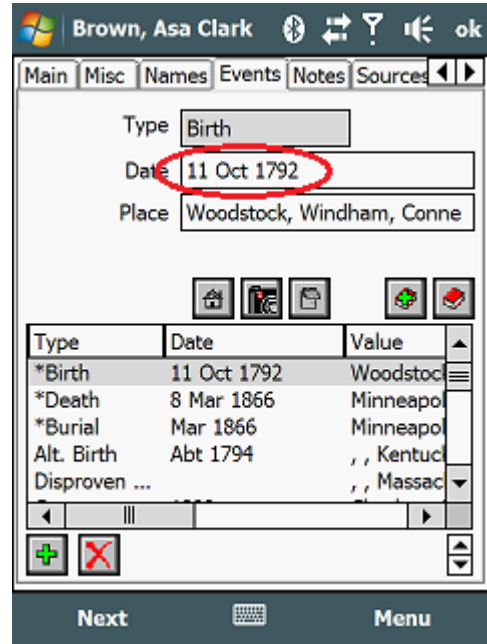 Brown, Asa Clark ok
Main Misc Names Events Notes Sources
Type Birth
Date 11 Oct 1792
Place Woodstock, Windham, Conne
Type Date Value
*Birth 11 Oct 1792 Woodstoc
*Death 8 Mar 1866 Minneapol
*Burial Mar 1866 Minneapol
Alt. Birth Abt 1794 , , Kentucl
Disproven ... , , Massac
Next Menu